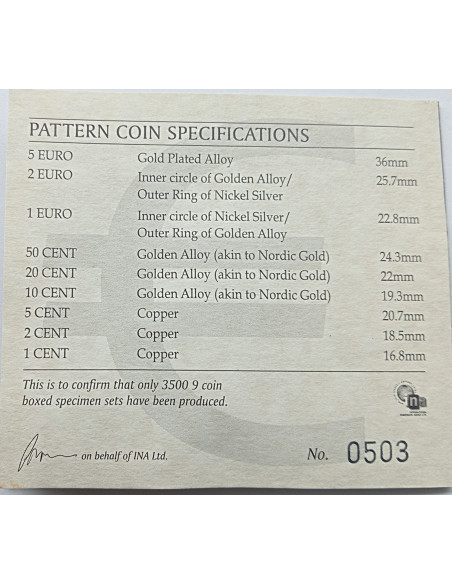 PATTERN COIN SPECIFICATIONS
5 EURO Gold Plated Alloy 36mm
2 EURO Inner circle of Golden Alloy/ 25.7mm
Outer Ring of Nickel Silver
1 EURO Inner circle of Nickel Silver/ 22.8mm
Outer Ring of Golden Alloy
50 CENT Golden Alloy (akin to Nordic Gold) 24.3mm
20 CENT Golden Alloy (akin to Nordic Gold) 22mm
10 CENT Golden Alloy (akin to Nordic Gold) 19.3mm
5 CENT Copper 20.7mm
2 CENT Copper 18.5mm
1 CENT Copper 16.8mm
This is to confirm that only 3500 9 coin
boxed specimen sets have been produced.
ina
on behalf of INA Ltd. No. 0503